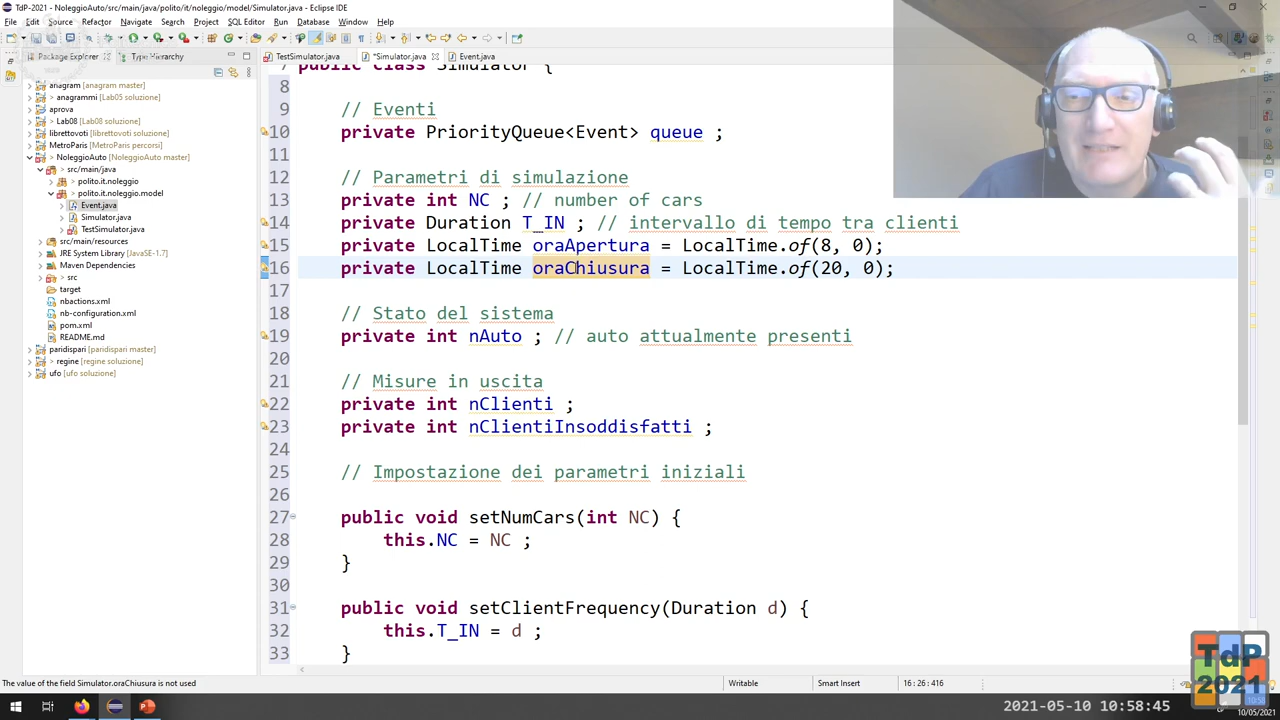 TdP-2021 - NoleggioAuto/src/main/java/polito/it/noleggio/model/Simulator.java - Eclipse IDE
File Edit Source Refactor Navigate Search Project SQL Editor Run Database Window Help
Package Explorer Type Hierarchy
TestSimulator.java *Simulator.java Event.java
anagram [anagram master]
> anagrammi [Lab05 soluzione]
aprova
> Lab08 [Lab08 soluzione]
librettovoti [librettovoti soluzione]
MetroParis [MetroParis percorsi]
> NoleggioAuto [NoleggioAuto master]
> src/main/java
> polito.it.noleggio
> polito.it.noleggio.model
> Event.java
Simulator.java
TestSimulator.java
src/main/resources
JRE System Library [JavaSE-1.7]
Maven Dependencies
> src
target
nbactions.xml
nb-configuration.xml
pom.xml
README.md
paridispari [paridispari master]
> regine [regine soluzione]
ufo [ufo soluzione]
7 public class Simulator {
8
9 // Eventi
10 private PriorityQueue<Event> queue ;
11
12 // Parametri di simulazione
13 private int NC ; // number of cars
14 private Duration T_IN ; // intervallo di tempo tra clienti
15 private LocalTime oraApertura = LocalTime.of(8, 0);
16 private LocalTime oraChiusura = LocalTime.of(20, 0);
17
18 // Stato del sistema
19 private int nAuto ; // auto attualmente presenti
20
21 // Misure in uscita
22 private int nClienti ;
23 private int nClientiInsoddisfatti ;
24
25 // Impostazione dei parametri iniziali
26
27 public void setNumCars(int NC) {
28 this.NC = NC ;
29 }
30
31 public void setClientFrequency(Duration d) {
32 this.T_IN = d ;
33 }
The value of the field Simulator.oraChiusura is not used
Writable Smart Insert 16 : 26 : 416
TdP
2021
2021-05-10 10:58:45
10/05/2021